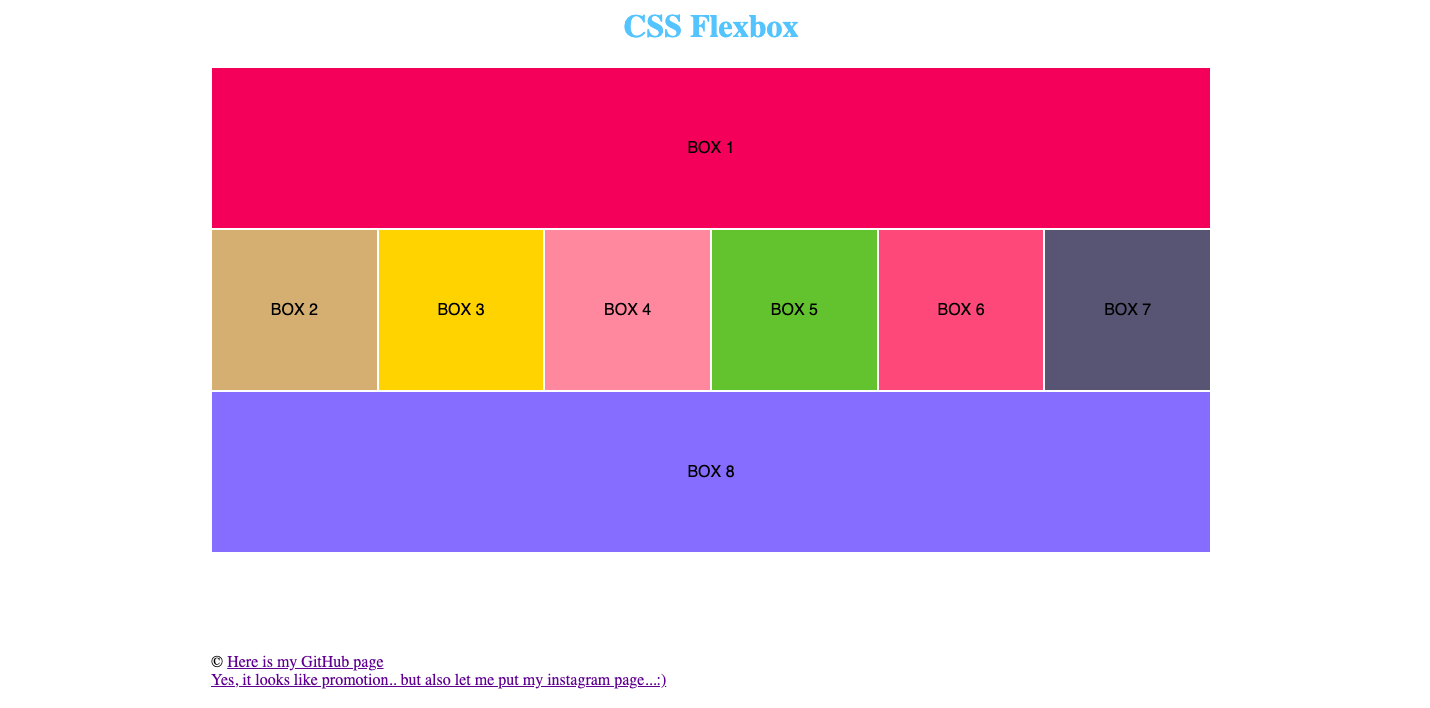 CSS Flexbox
BOX 1
BOX 2
BOX 3
BOX 4
BOX 5
BOX 6
BOX 7
BOX 8
© Here is my GitHub page
Yes, it looks like promotion.. but also let me put my instagram page...:)